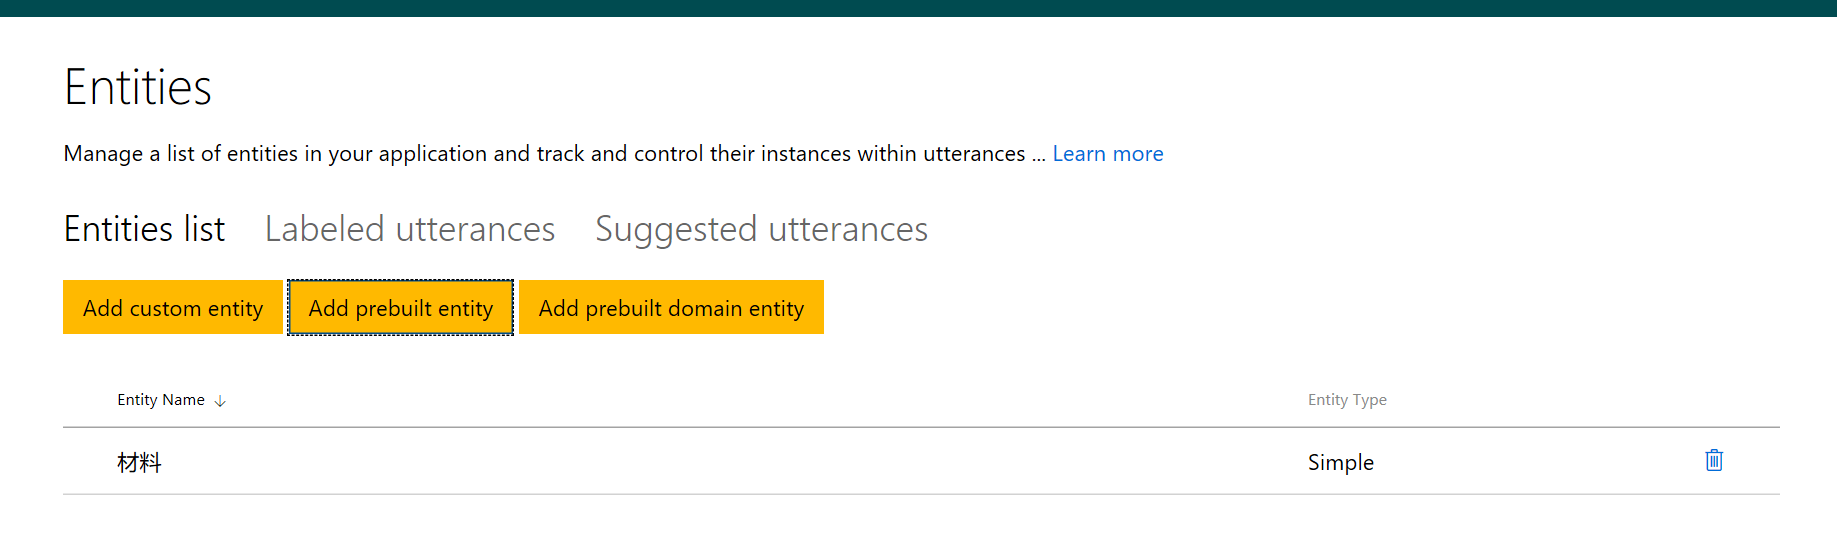 Entities
Manage a list of entities in your application and track and control their instances within utterances ... Learn more
Entities list Labeled utterances Suggested utterances
Add custom entity Add prebuilt entity Add prebuilt domain entity
Entity Name ↓ Entity Type
材料 Simple